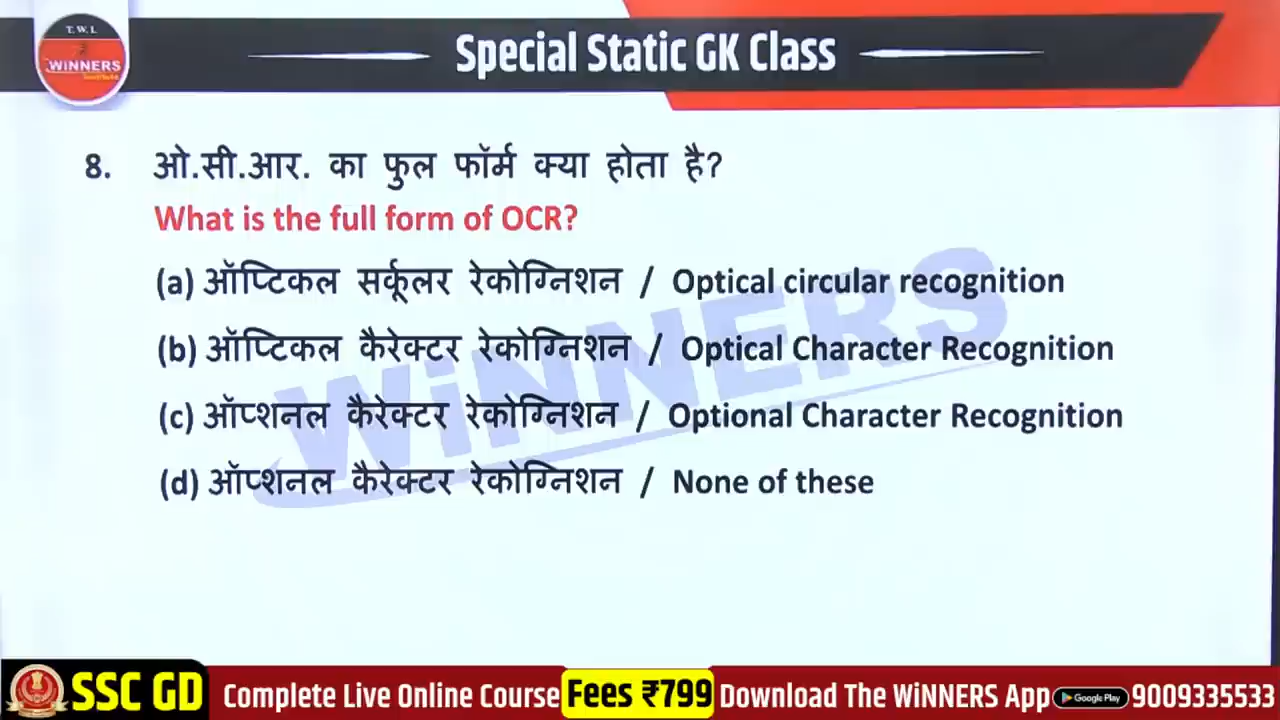 T.W.I.
WiNNERS
Institute
Special Static GK Class
8. ओ.सी.आर. का फुल फॉर्म क्या होता है?
What is the full form of OCR?
(a) ऑप्टिकल सर्कूलर रेकोग्निशन / Optical circular recognition
(b) ऑप्टिकल कैरेक्टर रेकोग्निशन / Optical Character Recognition
(c) ऑप्शनल कैरेक्टर रेकोग्निशन / Optional Character Recognition
(d) ऑप्शनल कैरेक्टर रेकोग्निशन / None of these
WiNNERS
SSC GD Complete Live Online Course Fees ₹799 Download The WiNNERS App Google Play 9009335533